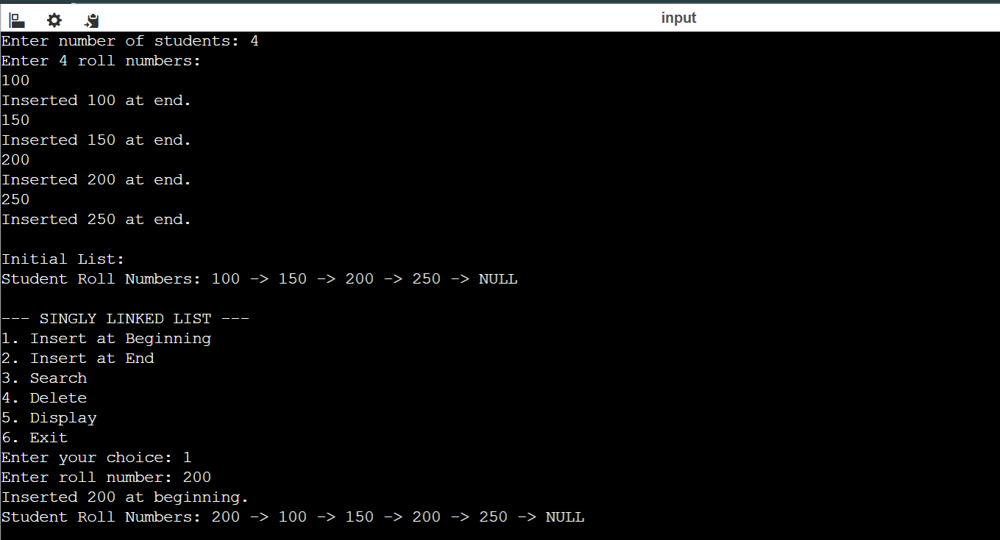 input
Enter number of students: 4
Enter 4 roll numbers:
100
Inserted 100 at end.
150
Inserted 150 at end.
200
Inserted 200 at end.
250
Inserted 250 at end.
Initial List:
Student Roll Numbers: 100 -> 150 -> 200 -> 250 -> NULL
--- SINGLY LINKED LIST ---
1. Insert at Beginning
2. Insert at End
3. Search
4. Delete
5. Display
6. Exit
Enter your choice: 1
Enter roll number: 200
Inserted 200 at beginning.
Student Roll Numbers: 200 -> 100 -> 150 -> 200 -> 250 -> NULL